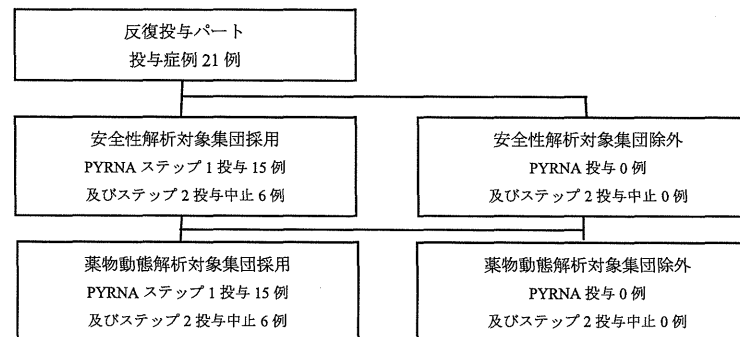 反復投与パート
投与症例 21 例
安全性解析対象集団採用
PYRNA ステップ 1 投与 15 例
及びステップ 2 投与中止 6 例
安全性解析対象集団除外
PYRNA 投与 0 例
及びステップ 2 投与中止 0 例
薬物動態解析対象集団採用
PYRNA ステップ 1 投与 15 例
及びステップ 2 投与中止 6 例
薬物動態解析対象集団除外
PYRNA 投与 0 例
及びステップ 2 投与中止 0 例